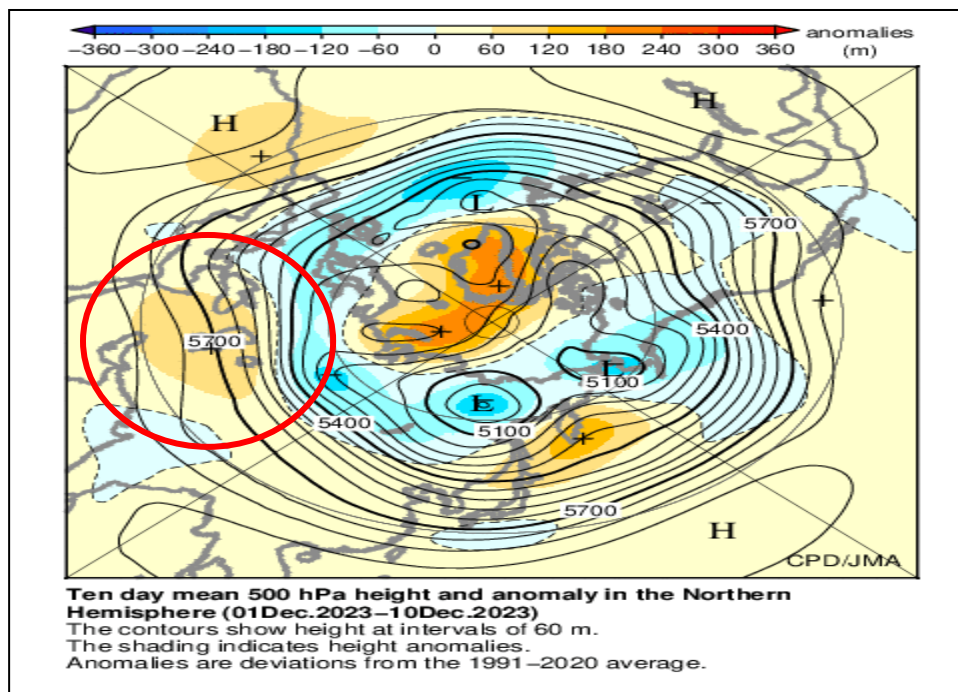 −360 −300 −240 −180 −120 −60 0 60 120 180 240 300 360 anomalies
(m)
H
H
L
5700
5700
5400
L
5100
5400
L
5100
5700
H
CPD/JMA
Ten day mean 500 hPa height and anomaly in the Northern
Hemisphere (01Dec.2023−10Dec.2023)
The contours show height at intervals of 60 m.
The shading indicates height anomalies.
Anomalies are deviations from the 1991−2020 average.